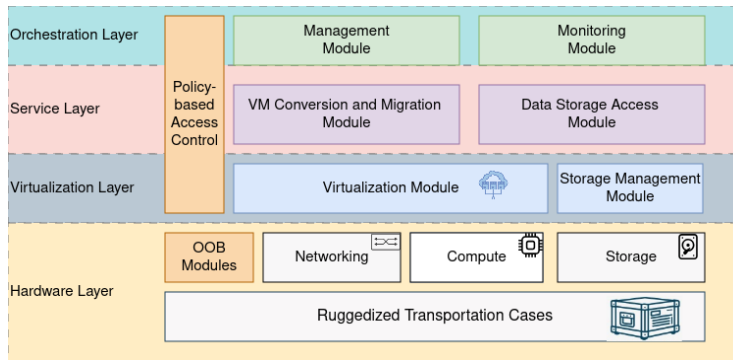 Orchestration Layer
Management
Module
Monitoring
Module
Policy-
based
Access
Control
Service Layer
VM Conversion and Migration
Module
Data Storage Access
Module
Virtualization Layer
Virtualization Module
Storage Management
Module
Hardware Layer
OOB
Modules
Networking
Compute
Storage
Ruggedized Transportation Cases